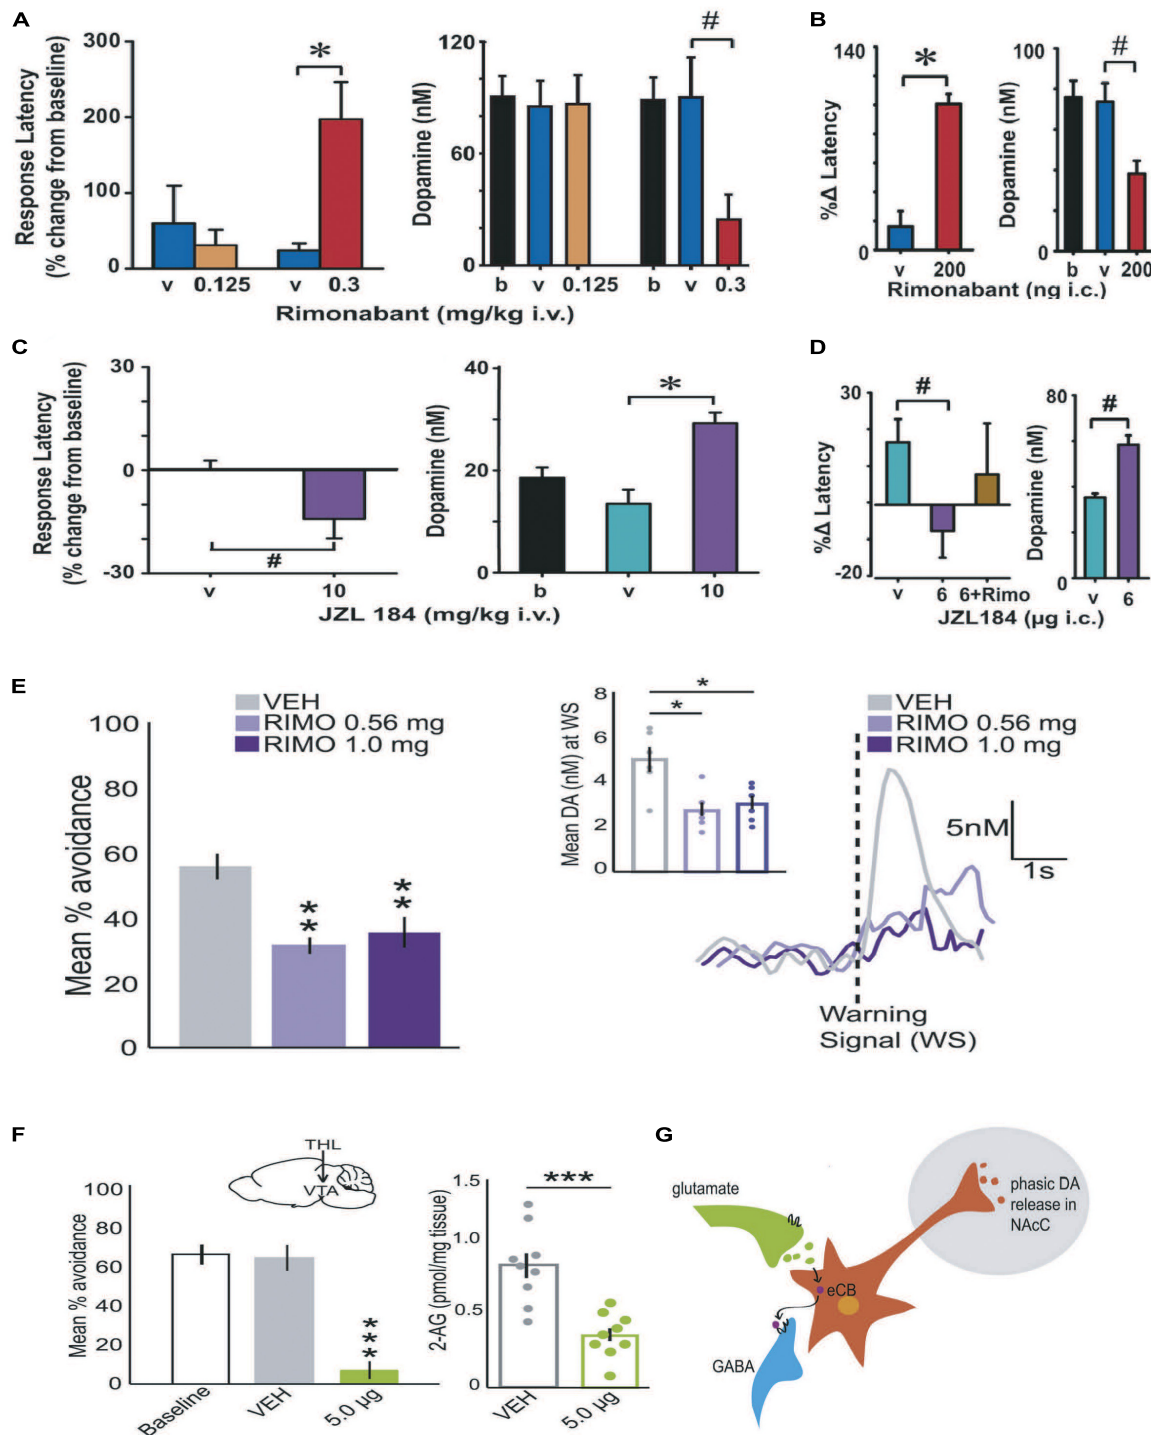 A
Response Latency
(% change from baseline)
300
200
100
0
*
v 0.125 v 0.3
Dopamine (nM)
120
60
0
#
b v 0.125 b v 0.3
Rimonabant (mg/kg i.v.)
B
%Δ Latency
140
0
*
v 200
Dopamine (nM)
100
0
#
b v 200
Rimonabant (ng i.c.)
C
Response Latency
(% change from baseline)
30
0
-30
#
v 10
Dopamine (nM)
40
20
0
*
b v 10
JZL 184 (mg/kg i.v.)
D
%Δ Latency
30
-20
#
v 6 6+Rimo
Dopamine (nM)
80
0
#
v 6
JZL184 (µg i.c.)
E
VEH
RIMO 0.56 mg
RIMO 1.0 mg
Mean % avoidance
100
80
60
40
20
0
**
**
Mean DA (nM) at WS
8
6
4
2
0
*
*
VEH
RIMO 0.56 mg
RIMO 1.0 mg
5nM
1s
Warning
Signal (WS)
F
THL
VTA
Mean % avoidance
100
80
60
40
20
0
***
Baseline VEH 5.0 µg
2-AG (pmol/mg tissue)
1.5
1.0
0.5
0
***
VEH 5.0 µg
G
glutamate
eCB
GABA
phasic DA
release in
NAcC